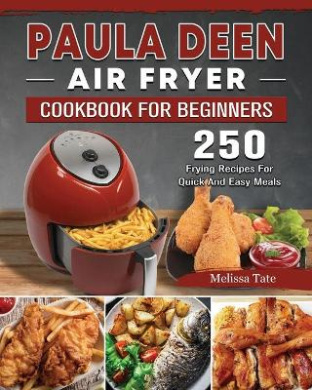 PAULA DEEN
AIR FRYER
COOKBOOK FOR BEGINNERS
250
Frying Recipes For
Quick And Easy Meals
Melissa Tate